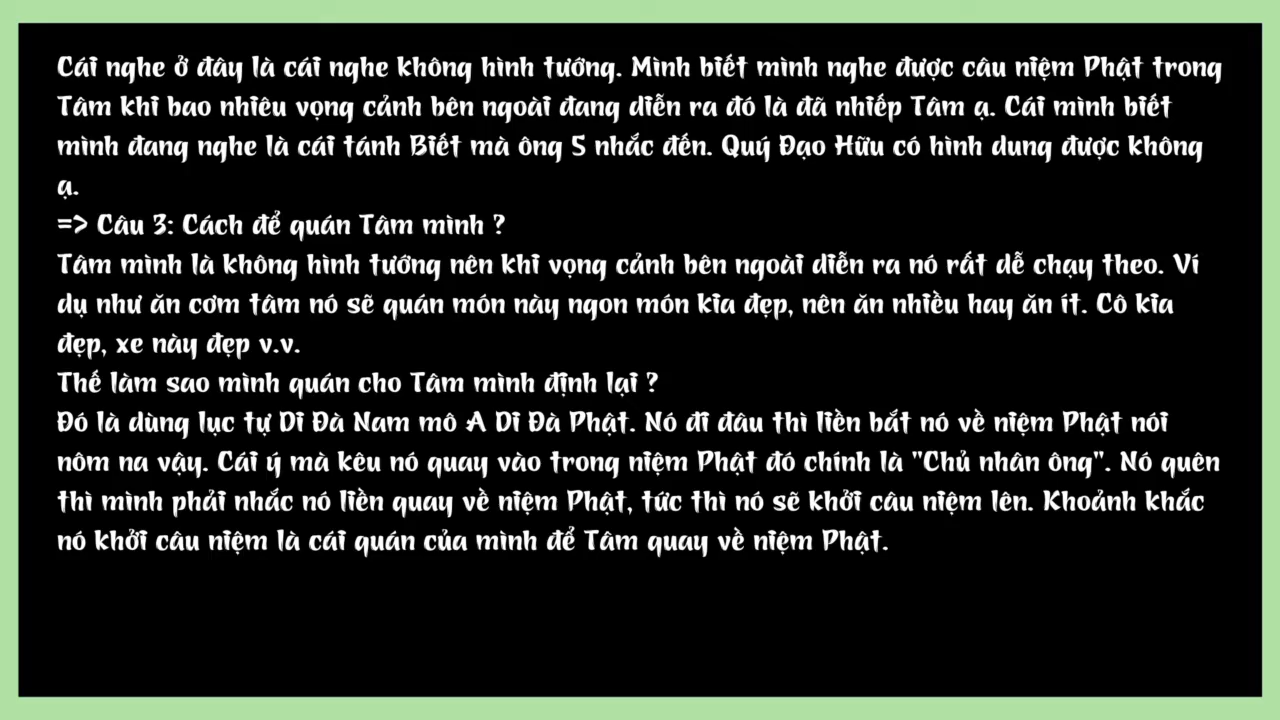 Cái nghe ở đây là cái nghe không hình tướng. Mình biết mình nghe được câu niệm Phật trong
Tâm khi bao nhiêu vọng cảnh bên ngoài đang diễn ra đó là đã nhiếp Tâm ạ. Cái mình biết
mình đang nghe là cái tánh Biết mà ông 5 nhắc đến. Quý Đạo Hữu có hình dung được không
ạ.
=> Câu 3: Cách để quán Tâm mình ?
Tâm mình là không hình tướng nên khi vọng cảnh bên ngoài diễn ra nó rất dễ chạy theo. Ví
dụ như ăn cơm tâm nó sẽ quán món này ngon món kia đẹp, nên ăn nhiều hay ăn ít. Cô kia
đẹp, xe này đẹp v.v.
Thế làm sao mình quán cho Tâm mình định lại ?
Đó là dùng lục tự Di Đà Nam mô A Di Đà Phật. Nó đi đâu thì liền bắt nó về niệm Phật nói
nôm na vậy. Cái ý mà kêu nó quay vào trong niệm Phật đó chính là "Chủ nhân ông". Nó quên
thì mình phải nhắc nó liền quay về niệm Phật, tức thì nó sẽ khởi câu niệm lên. Khoảnh khắc
nó khởi câu niệm là cái quán của mình để Tâm quay về niệm Phật.